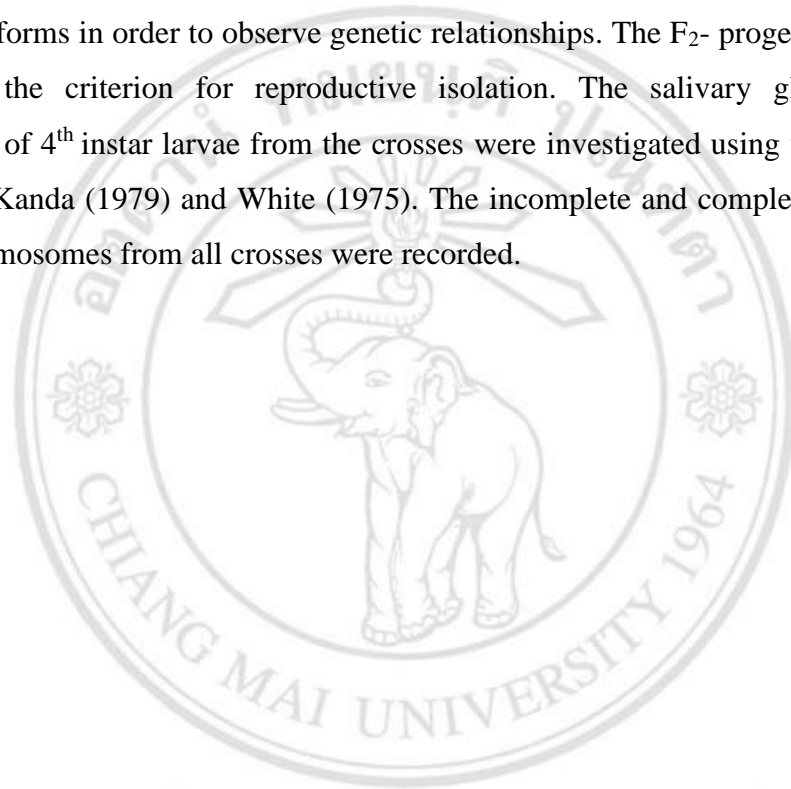 forms in order to observe genetic relationships. The F₂- proge
the criterion for reproductive isolation. The salivary gl
of 4ᵗʰ instar larvae from the crosses were investigated using
Kanda (1979) and White (1975). The incomplete and comple
mosomes from all crosses were recorded.
CHIANG MAI UNIVERSITY 1964